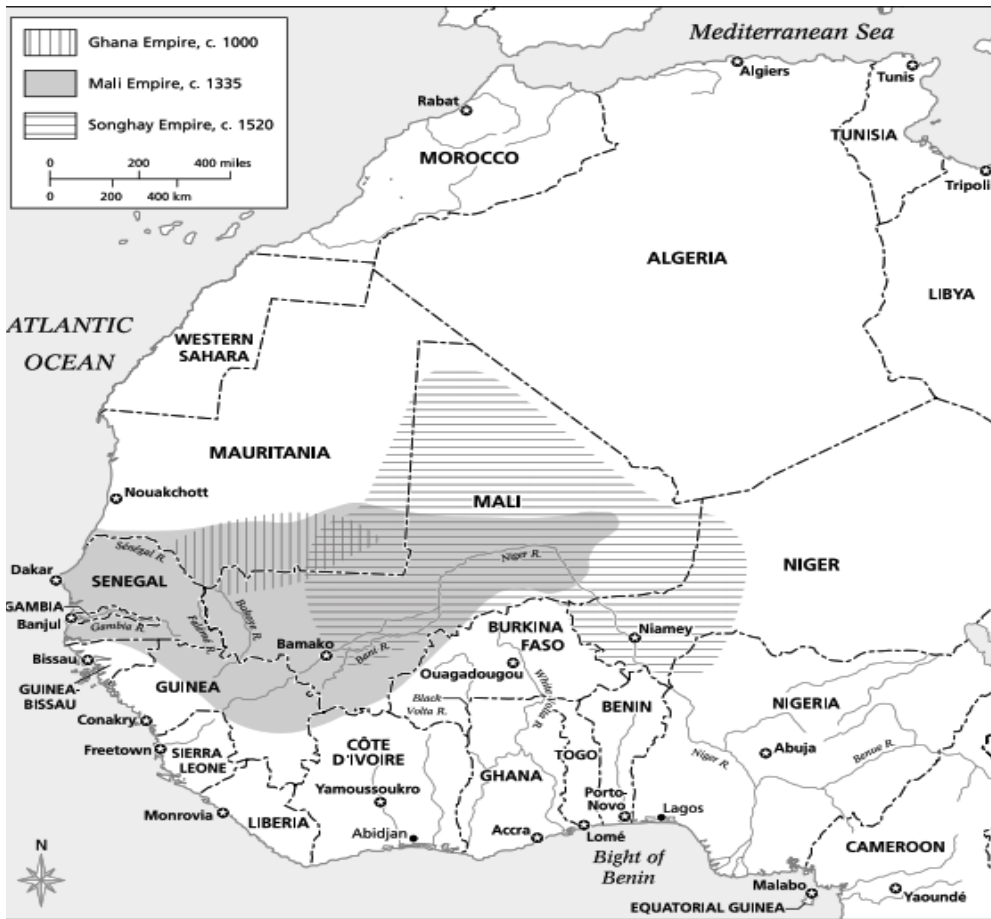 Ghana Empire, c. 1000
Mali Empire, c. 1335
Songhay Empire, c. 1520
0 200 400 miles
0 200 400 km
Mediterranean Sea
Algiers
Tunis
Rabat
TUNISIA
MOROCCO
Tripoli
ALGERIA
LIBYA
ATLANTIC
OCEAN
WESTERN
SAHARA
MAURITANIA
Nouakchott
MALI
NIGER
Sénégal R.
Niger R.
Dakar
SENEGAL
GAMBIA
Banjul
Gambia R.
Falémé R.
Bafoye R.
Bamako
Bani R.
BURKINA
FASO
Niamey
Bissau
GUINEA-
BISSAU
GUINEA
Ouagadougou
White Volta R.
Black
Volta R.
BENIN
NIGERIA
Conakry
Freetown
SIERRA
LEONE
CÔTE
D'IVOIRE
Yamoussoukro
GHANA
TOGO
Niger R.
Abuja
Benue R.
Monrovia
LIBERIA
Abidjan
Accra
Porto-
Novo
Lomé
Lagos
Bight of
Benin
CAMEROON
Malabo
Yaoundé
EQUATORIAL GUINEA
N